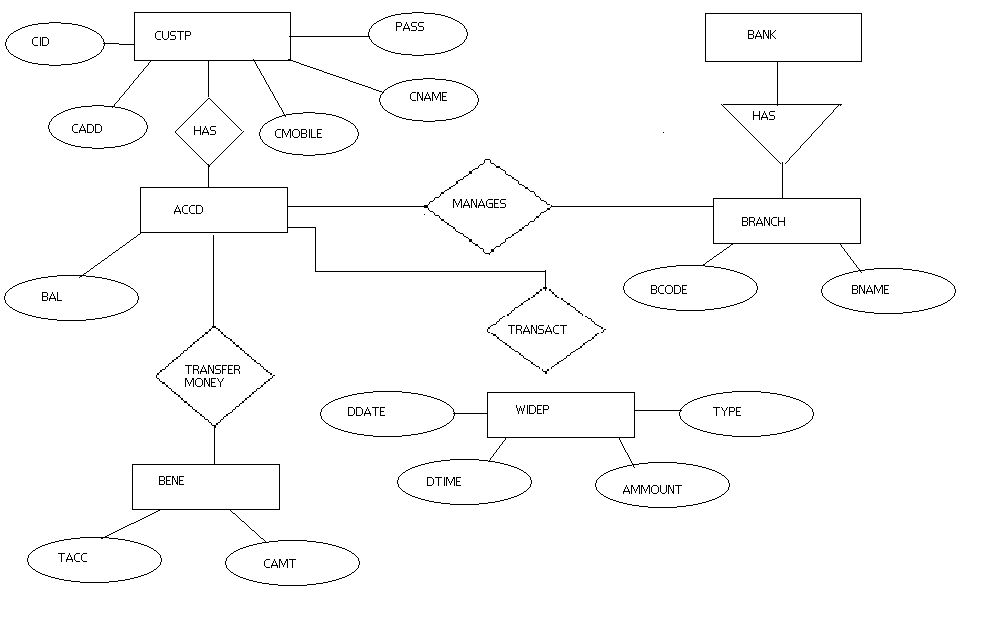 CID
CUSTP
PASS
BANK
CNAME
CADD
HAS
CMOBILE
HAS
ACCD
MANAGES
BRANCH
BAL
BCODE
BNAME
TRANSACT
TRANSFER
MONEY
DDATE
WIDEP
TYPE
BENE
DTIME
AMMOUNT
TACC
CAMT